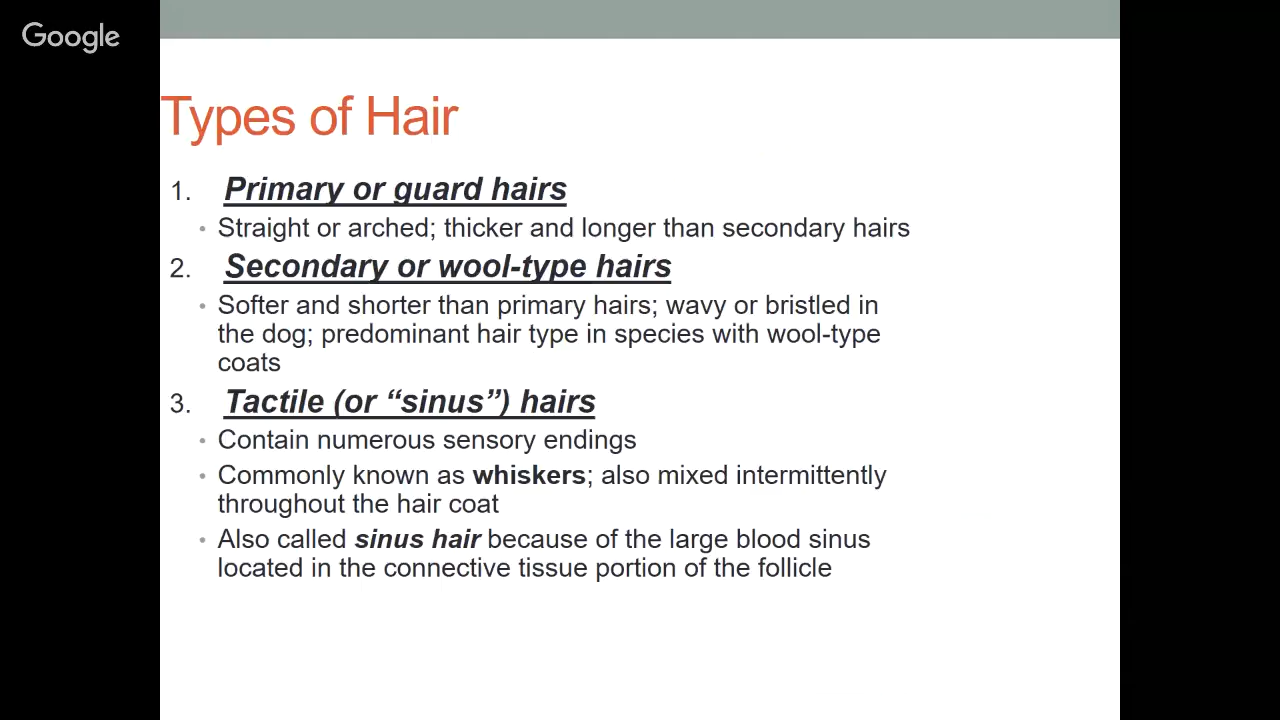 Google
Types of Hair
1. Primary or guard hairs
• Straight or arched; thicker and longer than secondary hairs
2. Secondary or wool-type hairs
• Softer and shorter than primary hairs; wavy or bristled in
the dog; predominant hair type in species with wool-type
coats
3. Tactile (or “sinus”) hairs
• Contain numerous sensory endings
• Commonly known as whiskers; also mixed intermittently
throughout the hair coat
• Also called sinus hair because of the large blood sinus
located in the connective tissue portion of the follicle